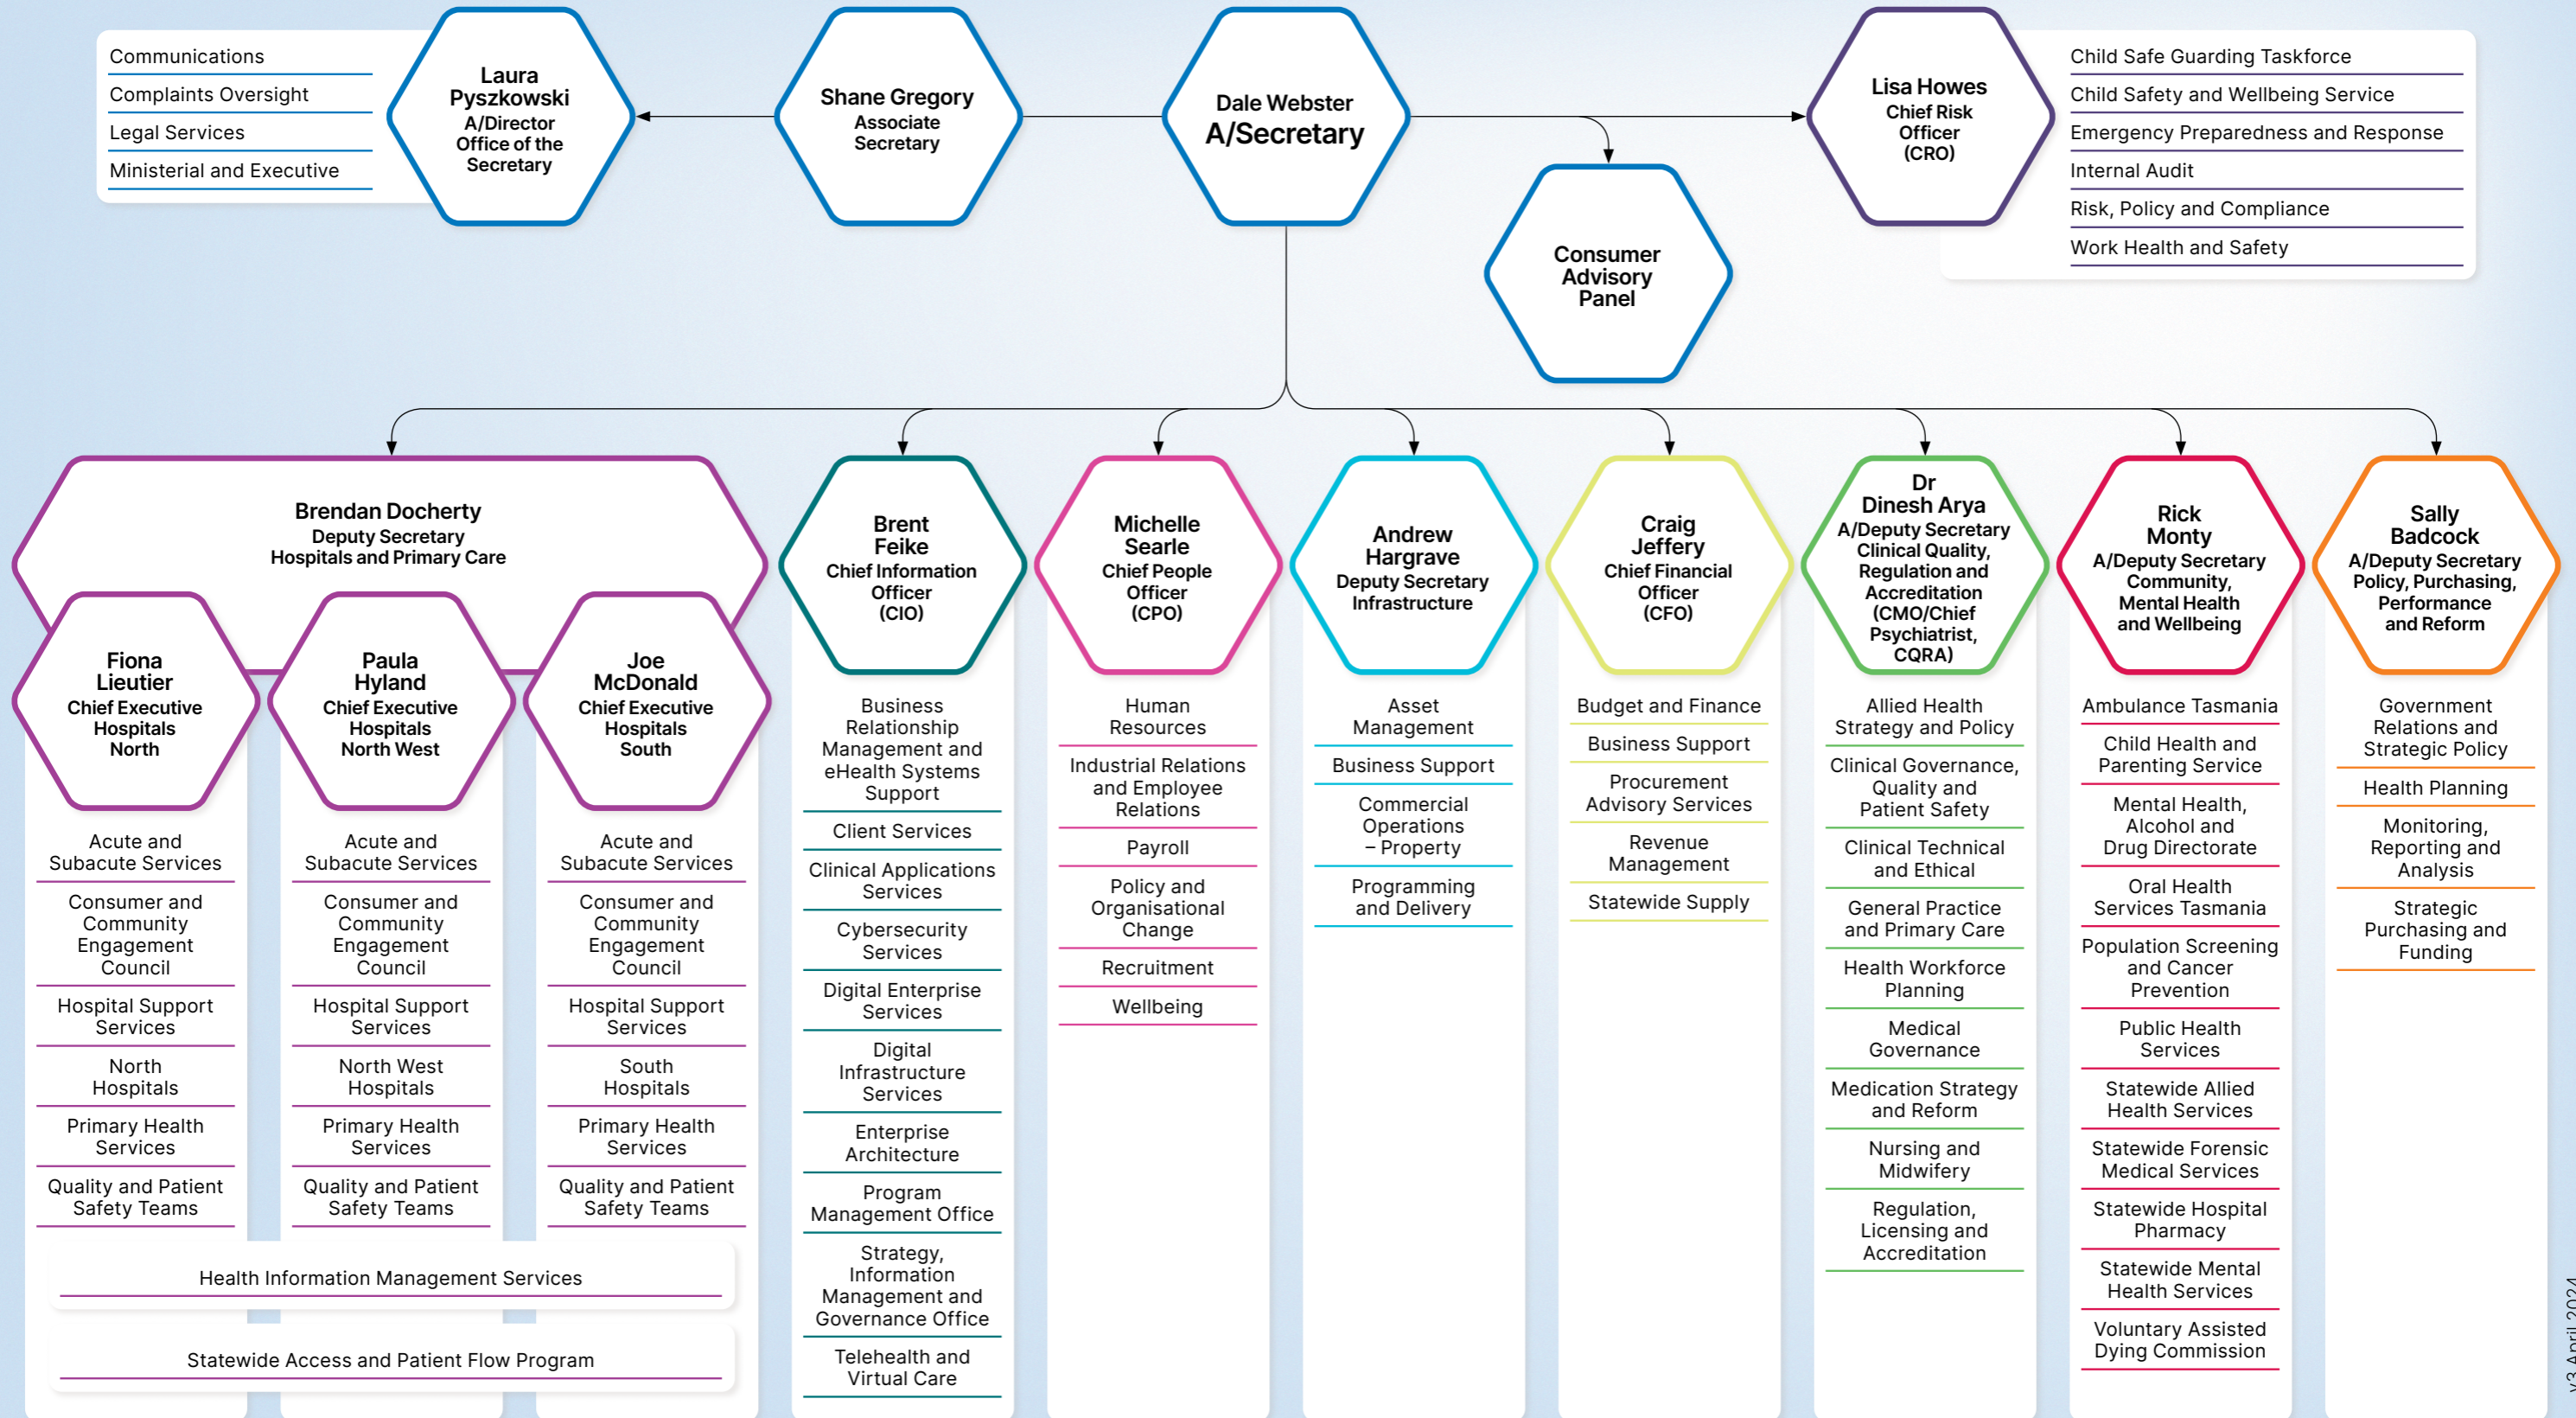 Communications
Complaints Oversight
Legal Services
Ministerial and Executive
Laura
Pyszkowski
A/Director
Office of the
Secretary
Shane Gregory
Associate
Secretary
Dale Webster
A/Secretary
Consumer
Advisory
Panel
Lisa Howes
Chief Risk
Officer
(CRO)
Child Safe Guarding Taskforce
Child Safety and Wellbeing Service
Emergency Preparedness and Response
Internal Audit
Risk, Policy and Compliance
Work Health and Safety
Brendan Docherty
Deputy Secretary
Hospitals and Primary Care
Fiona
Lieutier
Chief Executive
Hospitals
North
Acute and
Subacute Services
Consumer and
Community
Engagement
Council
Hospital Support
Services
North
Hospitals
Primary Health
Services
Quality and Patient
Safety Teams
Paula
Hyland
Chief Executive
Hospitals
North West
Acute and
Subacute Services
Consumer and
Community
Engagement
Council
Hospital Support
Services
North West
Hospitals
Primary Health
Services
Quality and Patient
Safety Teams
Joe
McDonald
Chief Executive
Hospitals
South
Acute and
Subacute Services
Consumer and
Community
Engagement
Council
Hospital Support
Services
South
Hospitals
Primary Health
Services
Quality and Patient
Safety Teams
Health Information Management Services
Statewide Access and Patient Flow Program
Brent
Feike
Chief Information
Officer
(CIO)
Business
Relationship
Management and
eHealth Systems
Support
Client Services
Clinical Applications
Services
Cybersecurity
Services
Digital Enterprise
Services
Digital
Infrastructure
Services
Enterprise
Architecture
Program
Management Office
Strategy,
Information
Management and
Governance Office
Telehealth and
Virtual Care
Michelle
Searle
Chief People
Officer
(CPO)
Human
Resources
Industrial Relations
and Employee
Relations
Payroll
Policy and
Organisational
Change
Recruitment
Wellbeing
Andrew
Hargrave
Deputy Secretary
Infrastructure
Asset
Management
Business Support
Commercial
Operations
– Property
Programming
and Delivery
Craig
Jeffery
Chief Financial
Officer
(CFO)
Budget and Finance
Business Support
Procurement
Advisory Services
Revenue
Management
Statewide Supply
Dr
Dinesh Arya
A/Deputy Secretary
Clinical Quality,
Regulation and
Accreditation
(CMO/Chief
Psychiatrist,
CQRA)
Allied Health
Strategy and Policy
Clinical Governance,
Quality and
Patient Safety
Clinical Technical
and Ethical
General Practice
and Primary Care
Health Workforce
Planning
Medical
Governance
Medication Strategy
and Reform
Nursing and
Midwifery
Regulation,
Licensing and
Accreditation
Rick
Monty
A/Deputy Secretary
Community,
Mental Health
and Wellbeing
Ambulance Tasmania
Child Health and
Parenting Service
Mental Health,
Alcohol and
Drug Directorate
Oral Health
Services Tasmania
Population Screening
and Cancer
Prevention
Public Health
Services
Statewide Allied
Health Services
Statewide Forensic
Medical Services
Statewide Hospital
Pharmacy
Statewide Mental
Health Services
Voluntary Assisted
Dying Commission
Sally
Badcock
A/Deputy Secretary
Policy, Purchasing,
Performance
and Reform
Government
Relations and
Strategic Policy
Health Planning
Monitoring,
Reporting and
Analysis
Strategic
Purchasing and
Funding
v3 April 2024